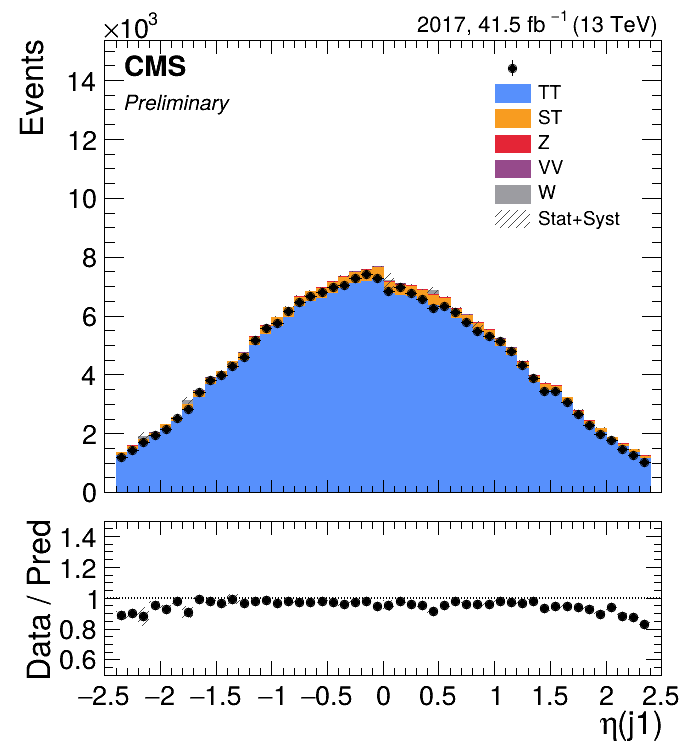 ×10³
2017, 41.5 fb⁻¹ (13 TeV)
Events
CMS
Preliminary
TT
ST
Z
VV
W
Stat+Syst
14
12
10
8
6
4
2
0
Data / Pred
1.4
1.2
1
0.8
0.6
−2.5 −2 −1.5 −1 −0.5 0 0.5 1 1.5 2 2.5
η(j1)